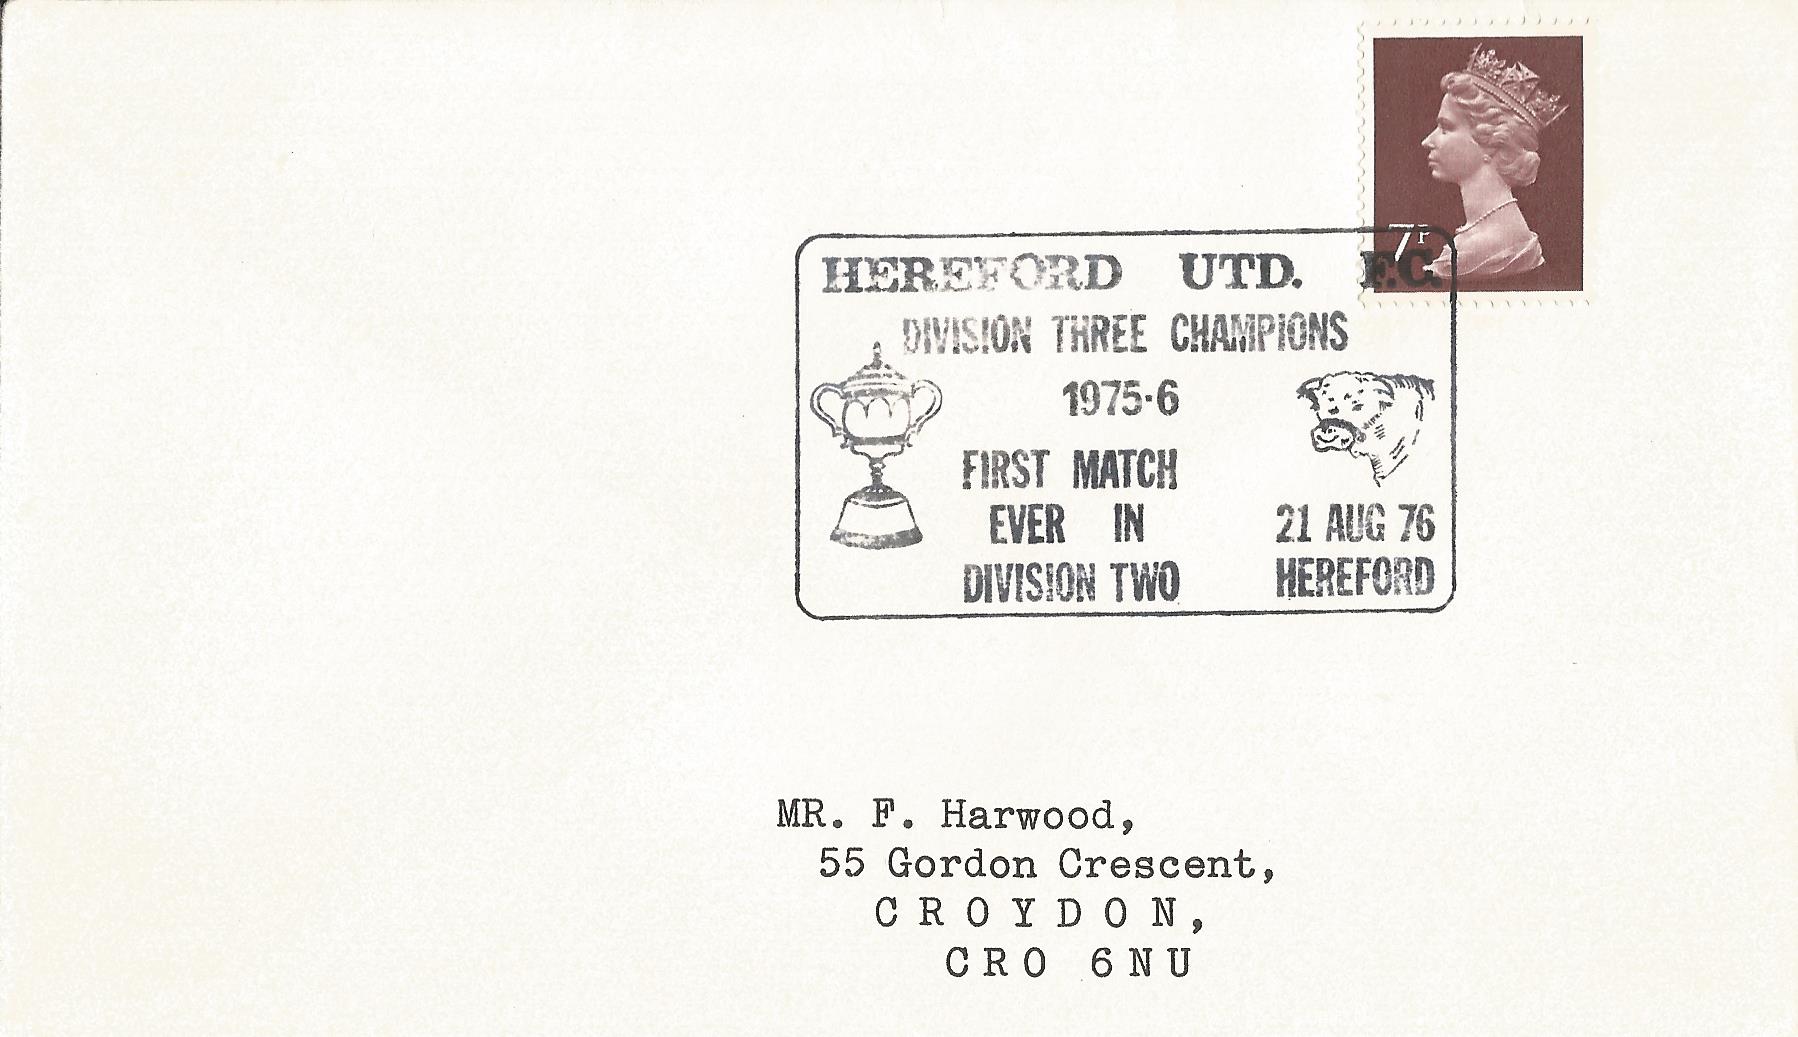 7P
HEREFORD UTD. F.C.
DIVISION THREE CHAMPIONS
1975·6
FIRST MATCH
EVER IN
DIVISION TWO
21 AUG 76
HEREFORD
MR. F. Harwood,
55 Gordon Crescent,
CROYDON,
CRO 6NU